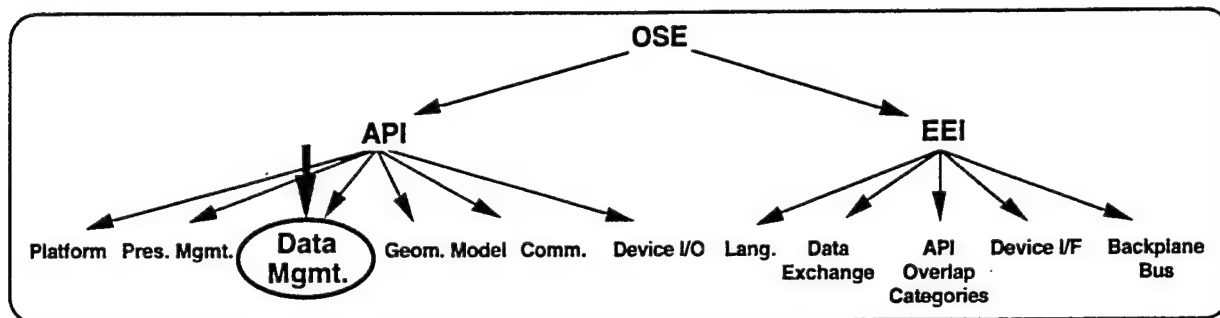 OSE
API
EEI
Platform
Pres. Mgmt.
Data
Mgmt.
Geom. Model
Comm.
Device I/O
Lang.
Data
Exchange
API
Overlap
Categories
Device I/F
Backplane
Bus